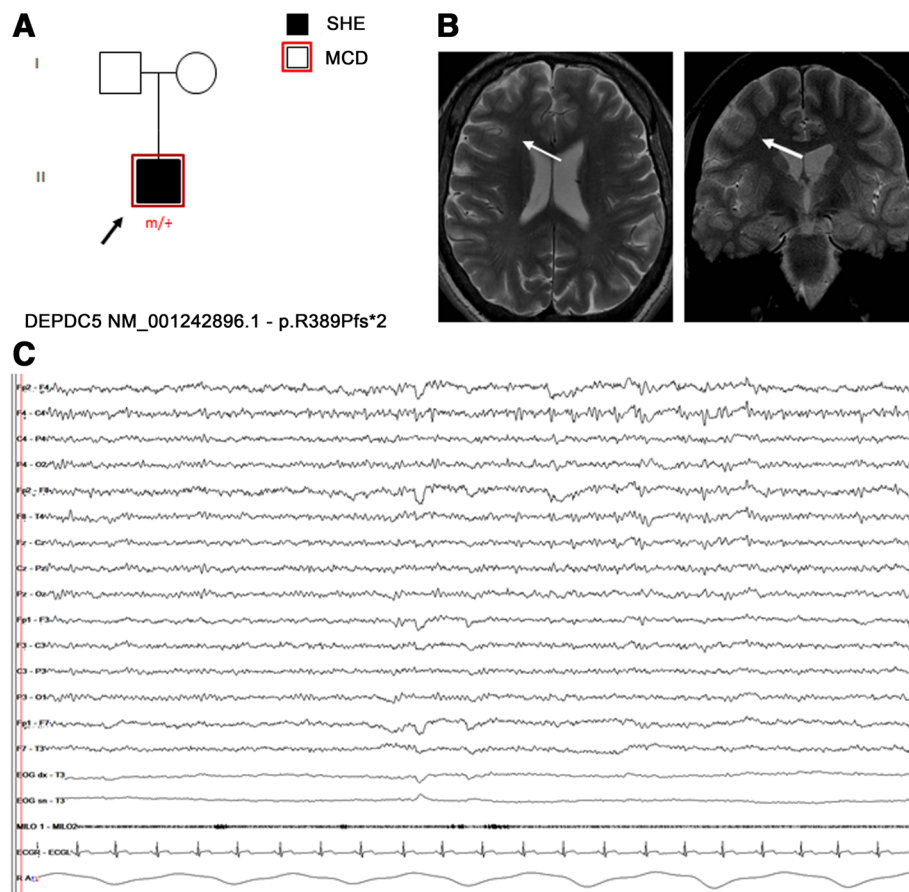 A
B
I
SHE
MCD
II
m/+
DEPDC5 NM_001242896.1 - p.R389Pfs*2
C
Fp2 - F4
F4 - C4
C4 - P4
P4 - O2
Fp2 - F8
F8 - T4
Fz - Cz
Cz - Pz
Pz - Oz
Fp1 - F3
F3 - C3
C3 - P3
P3 - O1
Fp1 - F7
F7 - T3
EOG dx - T3
EOG sn - T3
MILO 1 - MILO2
ECGR - ECGL